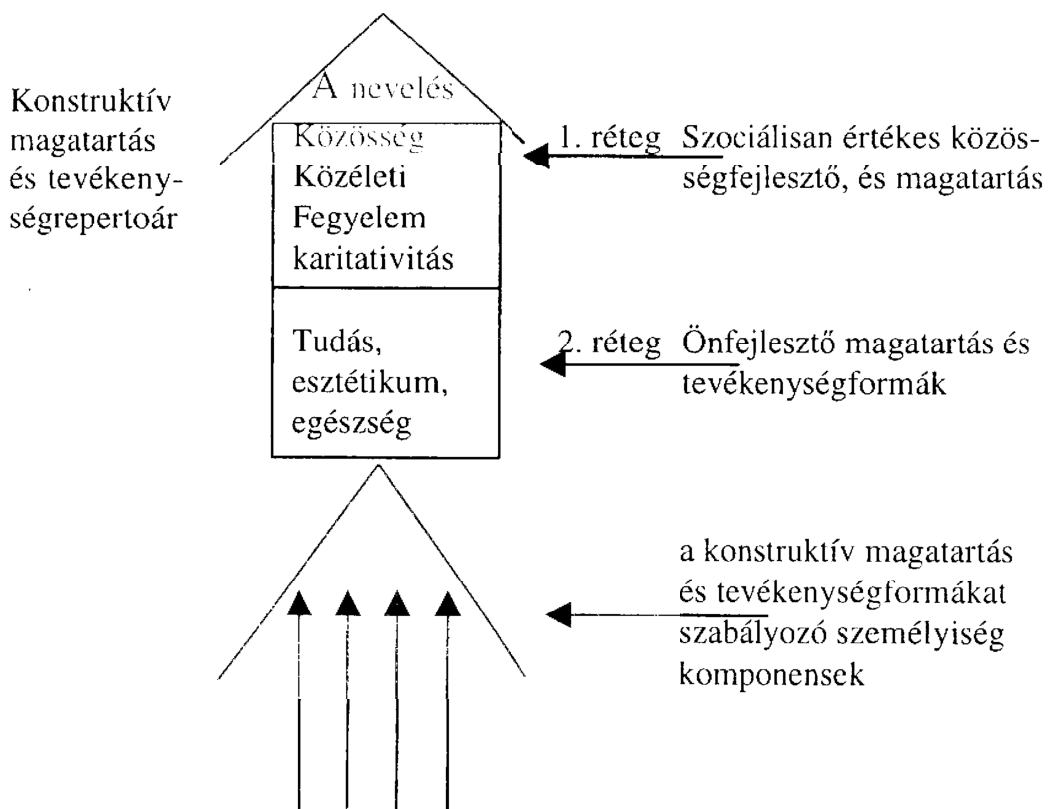 Konstruktív
magatartás
és tevékeny-
ségrepertoár
A nevelés
Közösség
Közéleti
Fegyelem
karitativitás
1. réteg Szociálisan értékes közös-
ségfejlesztő, és magatartás
Tudás,
esztétikum,
egészség
2. réteg Önfejlesztő magatartás és
tevékenységformák
a konstruktív magatartás
és tevékenységformákat
szabályozó személyiség
komponensek